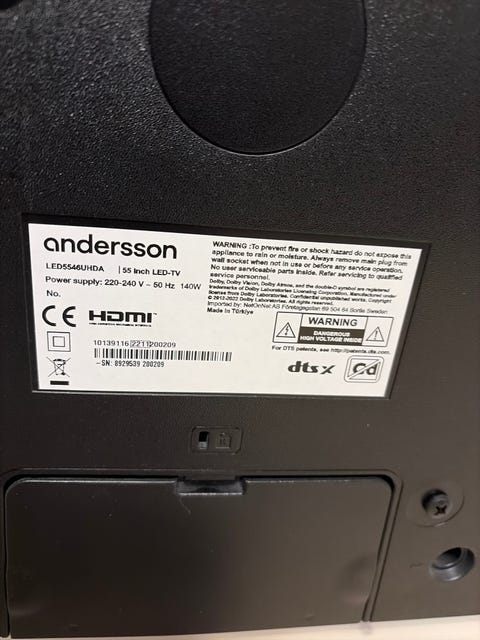 andersson
LED5546UHDA | 55 inch LED-TV
Power supply: 220-240 V ~ 50 Hz 140W
No.
CE HDMI
10139116 2211 200209
-SN: 8929539 200209
WARNING :To prevent fire or shock hazard do not expose this
appliance to rain or moisture. Always remove main plug from
wall socket when not in use or before any service operation.
No user serviceable parts inside. Refer servicing to qualified
Dolby, Dolby Vision, Dolby Atmos, and the double-D symbol are registered
trademarks of Dolby Laboratories Licensing Corporation. Manufactured under
license from Dolby Laboratories. Confidential unpublished works. Copyright
© 2012-2022 Dolby Laboratories. All rights reserved.
Imported by: NetOnNet AB Företagsgatan 69 504 64 Sortie Sweden
Made in Türkiye
WARNING
DANGEROUS
HIGH VOLTAGE INSIDE
For DTS patents, see http://patents.dts.com.
dts x
Cd